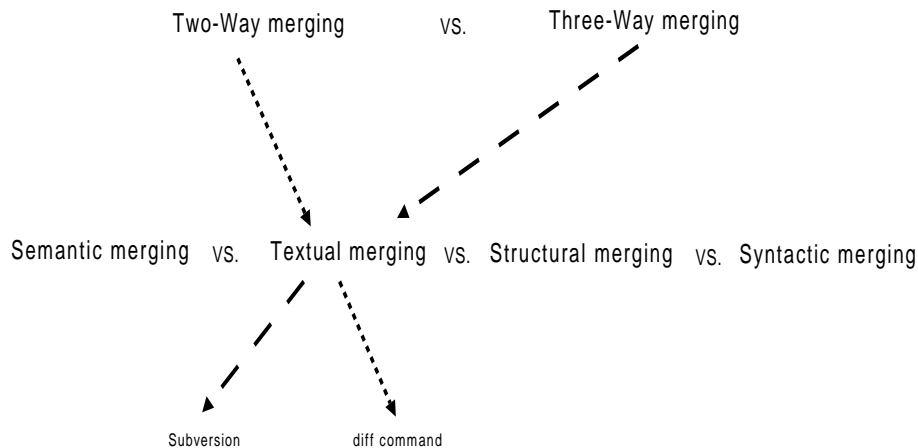 Two-Way merging VS. Three-Way merging
Semantic merging VS. Textual merging VS. Structural merging VS. Syntactic merging
Subversion diff command